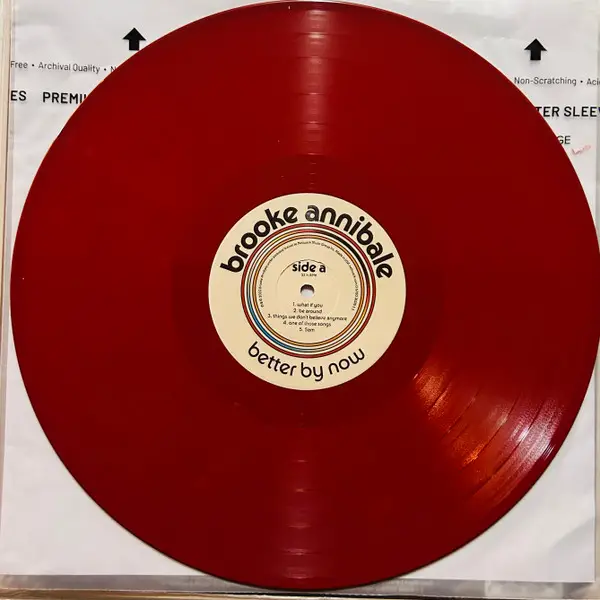 Free • Archival Quality •
Non-Scratching •
ES PREMIU
TER SLEEV
GE
brooke annibale
side a
1. what if you
2. be around
3. things we don't believe anymore
4. one of those songs
5. 5am
better by now